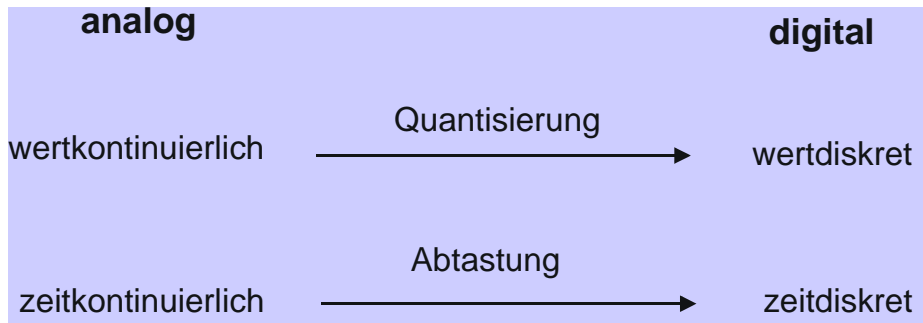 analog
digital
Quantisierung
wertkontinuierlich
wertdiskret
Abtastung
zeitkontinuierlich
zeitdiskret